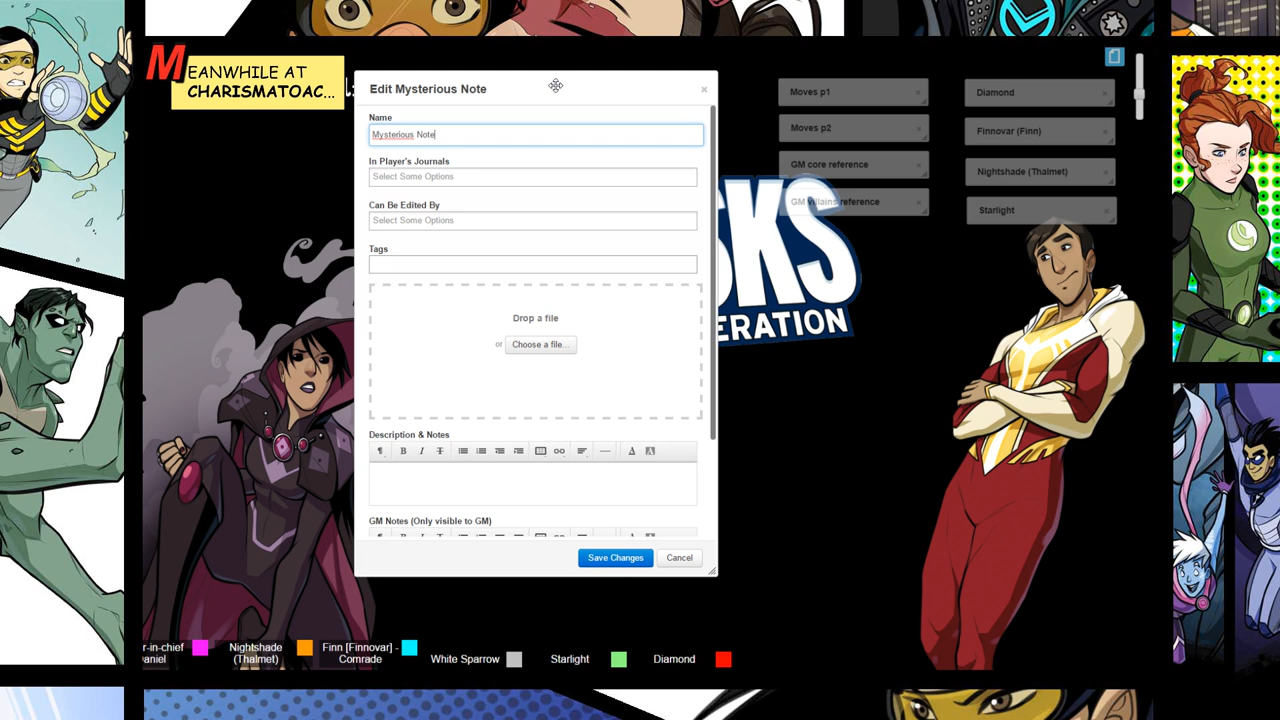 MEANWHILE AT
CHARISMATOAC...
Edit Mysterious Note
×
Name
Mysterious Note
In Player's Journals
Select Some Options
Can Be Edited By
Select Some Options
Tags
Drop a file
or Choose a file...
Description & Notes
GM Notes (Only visible to GM)
Save Changes
Cancel
Moves p1
Moves p2
GM core reference
GM villains reference
Diamond
Finnovar (Finn)
Nightshade (Thalmet)
Starlight
SKS
ERATION
r-in-chief
aniel
Nightshade
(Thalmet)
Finn [Finnovar] -
Comrade
White Sparrow
Starlight
Diamond